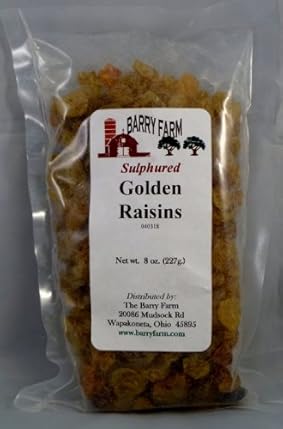 BARRY FARM
Sulphured
Golden
Raisins
040318
Net wt. 8 oz. (227g.)
Distributed by:
The Barry Farm
20086 Mudsock Rd
Wapakoneta, Ohio 45895
www.barryfarm.com